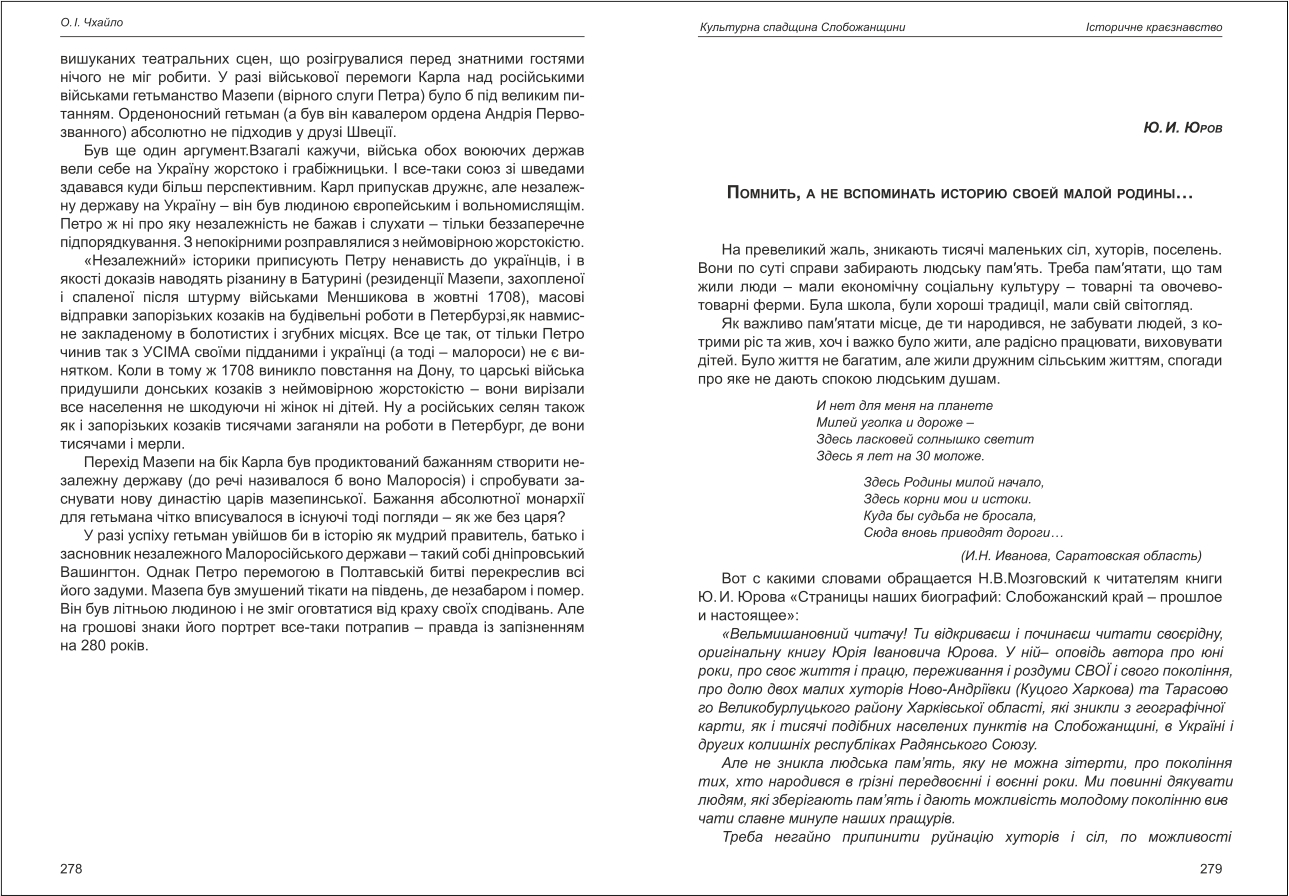 О. І. Чхайло
вишуканих театральних сцен, що розігрувалися перед знатними гостями
нічого не міг робити. У разі військової перемоги Карла над російськими
військами гетьманство Мазепи (вірного слуги Петра) було б під великим пи-
танням. Орденоносний гетьман (а був він кавалером ордена Андрія Перво-
званного) абсолютно не підходив у друзі Швеції.
Був ще один аргумент.Взагалі кажучи, війська обох воюючих держав
вели себе на Україну жорстоко і грабіжницьки. І все-таки союз зі шведами
здавався куди більш перспективним. Карл припускав дружнє, але незалеж-
ну державу на Україну – він був людиною європейським і вольномислящім.
Петро ж ні про яку незалежність не бажав і слухати – тільки беззаперечне
підпорядкування. З непокірними розправлялися з неймовірною жорстокістю.
«Незалежний» історики приписують Петру ненависть до українців, і в
якості доказів наводять різанину в Батурині (резиденції Мазепи, захопленої
і спаленої після штурму військами Меншикова в жовтні 1708), масові
відправки запорізьких козаків на будівельні роботи в Петербурзі,як навмис-
не закладеному в болотистих і згубних місцях. Все це так, от тільки Петро
чинив так з УСІМА своїми підданими і українці (а тоді – малороси) не є ви-
нятком. Коли в тому ж 1708 виникло повстання на Дону, то царські війська
придушили донських козаків з неймовірною жорстокістю – вони вирізали
все населення не шкодуючи ні жінок ні дітей. Ну а російських селян також
як і запорізьких козаків тисячами заганяли на роботи в Петербург, де вони
тисячами і мерли.
Перехід Мазепи на бік Карла був продиктований бажанням створити не-
залежну державу (до речі називалося б воно Малоросія) і спробувати за-
снувати нову династію царів мазепинської. Бажання абсолютної монархії
для гетьмана чітко вписувалося в існуючі тоді погляди – як же без царя?
У разі успіху гетьман увійшов би в історію як мудрий правитель, батько і
засновник незалежного Малоросійського держави – такий собі дніпровський
Вашингтон. Однак Петро перемогою в Полтавській битві перекреслив всі
його задуми. Мазепа був змушений тікати на південь, де незабаром і помер.
Він був літньою людиною і не зміг оговтатися від краху своїх сподівань. Але
на грошові знаки його портрет все-таки потрапив – правда із запізненням
на 280 років.
278
Культурна спадщина Слобожанщини Історичне краєзнавство
Ю. И. Юров
Помнить, а не вспоминать историю своей малой родины…
На превеликий жаль, зникають тисячі маленьких сіл, хуторів, поселень.
Вони по суті справи забирають людську пам'ять. Треба пам'ятати, що там
жили люди – мали економічну соціальну культуру – товарні та овочево-
товарні ферми. Була школа, були хороші традиції, мали свій світогляд.
Як важливо пам'ятати місце, де ти народився, не забувати людей, з ко-
трими ріс та жив, хоч і важко було жити, але радісно працювати, виховувати
дітей. Було життя не багатим, але жили дружним сільським життям, спогади
про яке не дають спокою людським душам.
И нет для меня на планете
Милей уголка и дороже –
Здесь ласковей солнышко светит
Здесь я лет на 30 моложе.
Здесь Родины милой начало,
Здесь корни мои и истоки.
Куда бы судьба не бросала,
Сюда вновь приводят дороги…
(И.Н. Иванова, Саратовская область)
Вот с какими словами обращается Н.В.Мозговский к читателям книги
Ю. И. Юрова «Страницы наших биографий: Слобожанский край – прошлое
и настоящее»:
«Вельмишановний читачу! Ти відкриваєш і починаєш читати своєрідну,
оригінальну книгу Юрія Івановича Юрова. У ній– оповідь автора про юні
роки, про своє життя і працю, переживання і роздуми СВОЇ і свого покоління,
про долю двох малих хуторів Ново-Андріївки (Куцого Харкова) та Тарасово
го Великобурлуцького району Харківської області, які зникли з географічної
карти, як і тисячі подібних населених пунктів на Слобожанщині, в Україні і
других колишніх республіках Радянського Союзу.
Але не зникла людська пам’ять, яку не можна зітерти, про покоління
тих, хто народився в грізні передвоєнні і воєнні роки. Ми повинні дякувати
людям, які зберігають пам’ять і дають можливість молодому поколінню вив-
чати славне минуле наших пращурів.
Треба негайно припинити руйнацію хуторів і сіл, по можливості
279